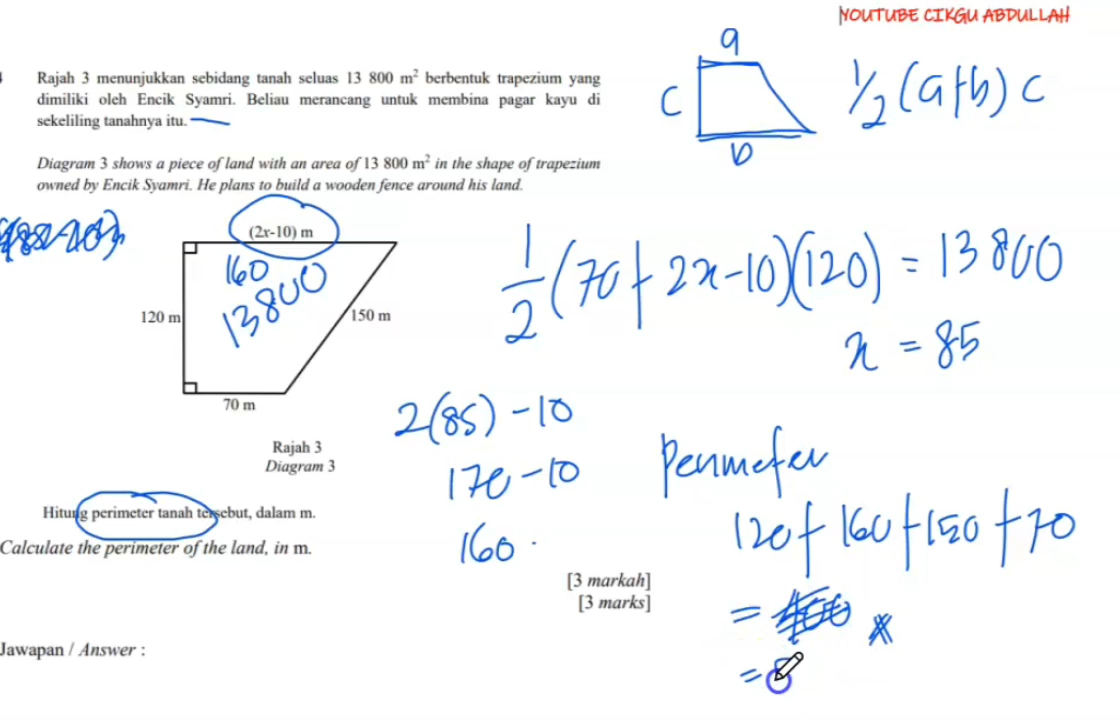 YOUTUBE CIKGU ABDULLAH
Rajah 3 menunjukkan sebidang tanah seluas 13 800 m² berbentuk trapezium yang
dimiliki oleh Encik Syamri. Beliau merancang untuk membina pagar kayu di
sekeliling tanahnya itu.
Diagram 3 shows a piece of land with an area of 13 800 m² in the shape of trapezium
owned by Encik Syamri. He plans to build a wooden fence around his land.
a
c
b
½ (a+b) c
(2x-10) m
160
13800
120 m
150 m
70 m
Rajah 3
Diagram 3
1/2 (70+2x-10)(120) = 13800
x = 85
2(85) -10
170 -10
160
Hitung perimeter tanah tersebut, dalam m.
Calculate the perimeter of the land, in m.
[3 markah]
[3 marks]
Perimeter
120+160+150+70
=
=
Jawapan / Answer :